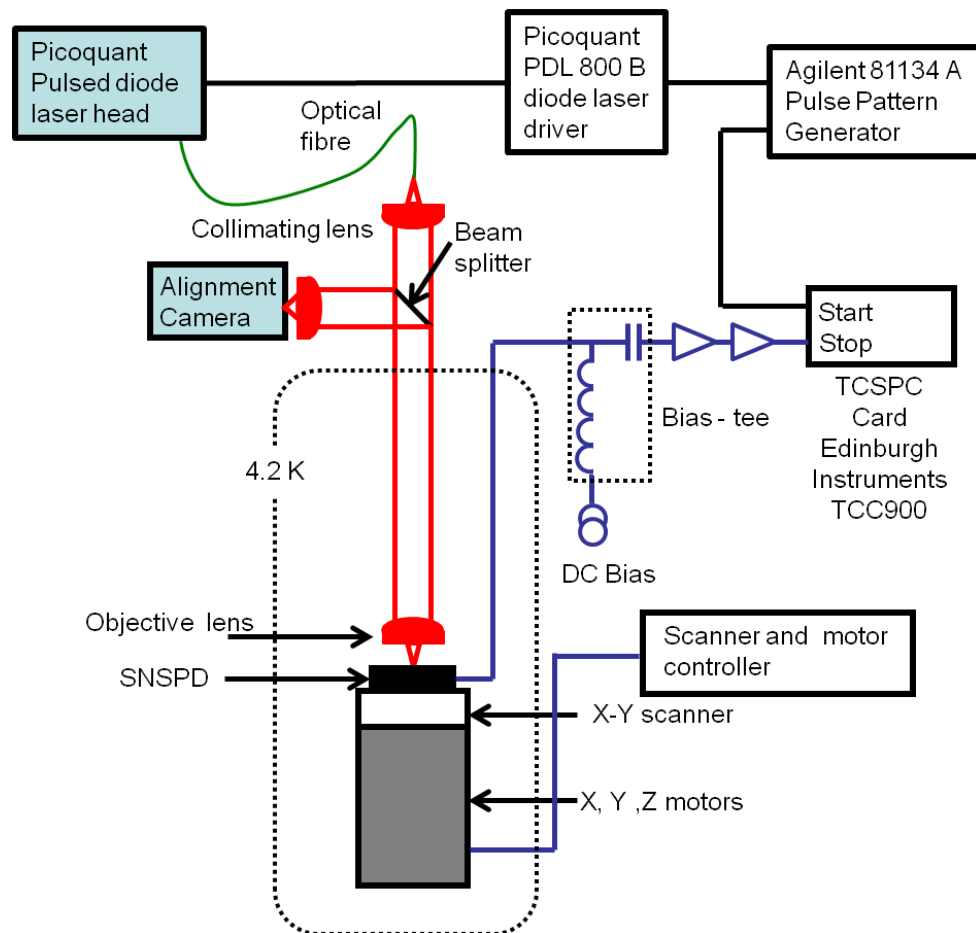 Picoquant
Pulsed diode
laser head
Picoquant
PDL 800 B
diode laser
driver
Agilent 81134 A
Pulse Pattern
Generator
Optical
fibre
Collimating lens
Beam
splitter
Alignment
Camera
Start
Stop
TCSPC
Card
Edinburgh
Instruments
TCC900
Bias - tee
4.2 K
DC Bias
Objective lens
SNSPD
Scanner and motor
controller
X-Y scanner
X, Y ,Z motors